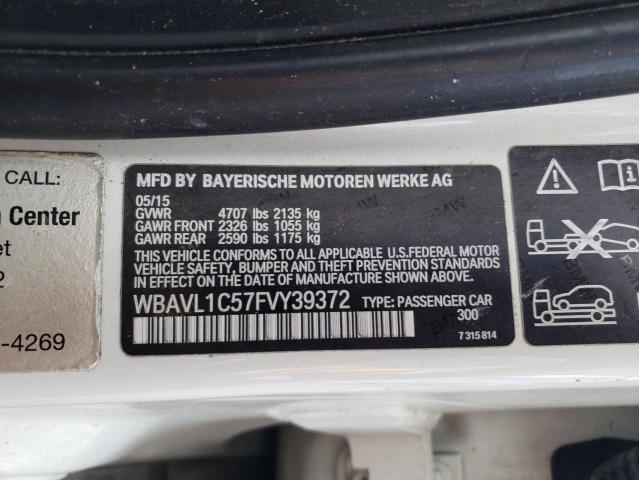 CALL:
Center
-4269
MFD BY BAYERISCHE MOTOREN WERKE AG
05/15
GVWR 4707 lbs 2135 kg
GAWR FRONT 2326 lbs 1055 kg
GAWR REAR 2590 lbs 1175 kg
THIS VEHICLE CONFORMS TO ALL APPLICABLE U.S.FEDERAL MOTOR
VEHICLE SAFETY, BUMPER AND THEFT PREVENTION STANDARDS
IN EFFECT ON THE DATE OF MANUFACTURE SHOWN ABOVE.
WBAVL1C57FVY39372 TYPE: PASSENGER CAR
300
7 315 814